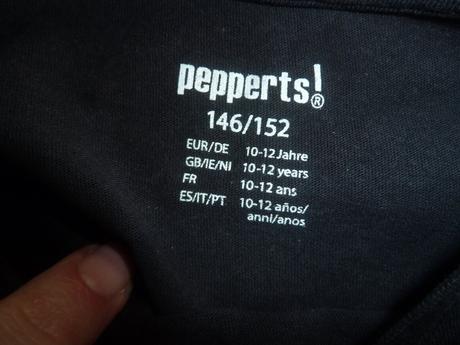 pepperts!®
146/152
EUR/DE 10-12 Jahre
GB/IE/NI 10-12 years
FR 10-12 ans
ES/IT/PT 10-12 años/
anni/anos